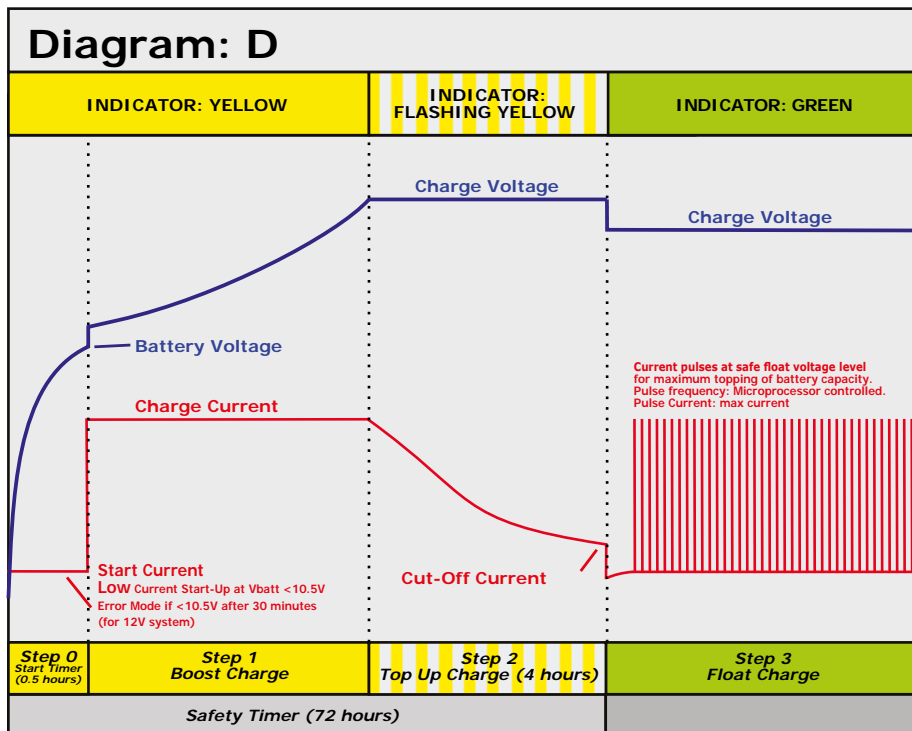 Diagram: D
INDICATOR: YELLOW
INDICATOR:
FLASHING YELLOW
INDICATOR: GREEN
Charge Voltage
Charge Voltage
Battery Voltage
Current pulses at safe float voltage level
for maximum topping of battery capacity.
Pulse frequency: Microprocessor controlled.
Pulse Current: max current
Charge Current
Start Current
Low Current Start-Up at Vbatt <10.5V
Error Mode if <10.5V after 30 minutes
(for 12V system)
Cut-Off Current
Step 0
Start Timer
(0.5 hours)
Step 1
Boost Charge
Step 2
Top Up Charge (4 hours)
Step 3
Float Charge
Safety Timer (72 hours)